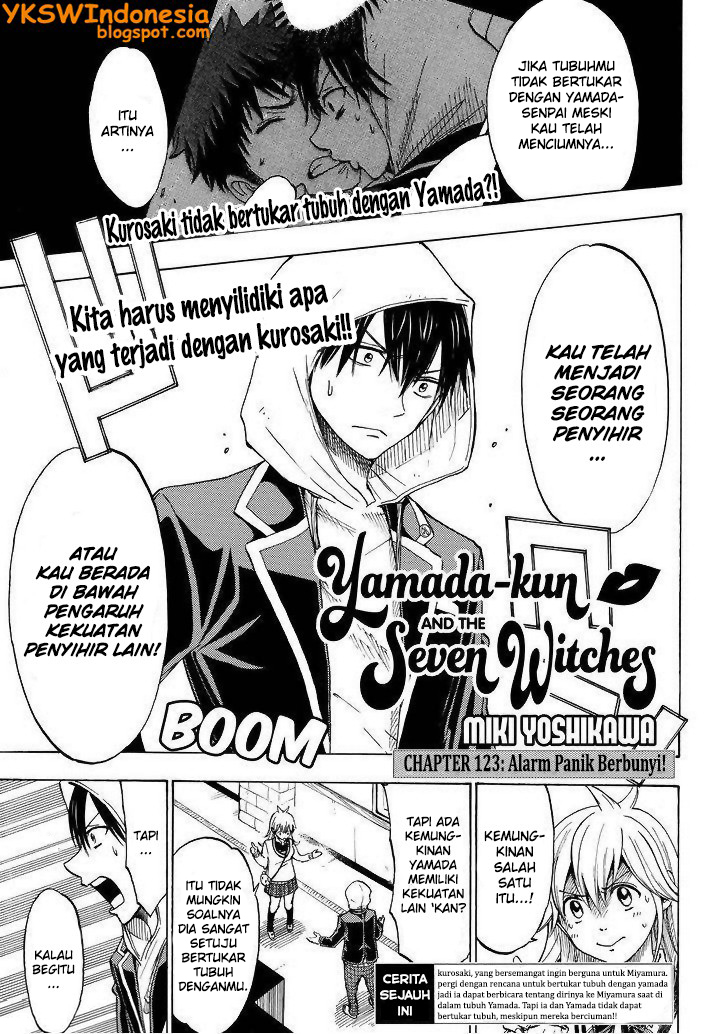 YKSWIndonesia
blogspot.com
JIKA TUBUHMU
TIDAK BERTUKAR
DENGAN YAMADA-
SENPAI MESKI
KAU TELAH
MENCIUMNYA...
ITU
ARTINYA
...
Kurosaki tidak bertukar tubuh dengan Yamada?!
Kita harus menyilidiki apa
yang terjadi dengan kurosaki!!
KAU TELAH
MENJADI
SEORANG
SEORANG
PENYIHIR
...
ATAU
KAU BERADA
DI BAWAH
PENGARUH
KEKUATAN
PENYIHIR LAIN!
Yamada-kun
AND THE
Seven Witches
MIKI YOSHIKAWA
BOOM
CHAPTER 123: Alarm Panik Berbunyi!
KEMUNG-
KINAN
SALAH
SATU
ITU...!
TAPI ADA
KEMUNG-
KINAN
YAMADA
MEMILIKI
KEKUATAN
LAIN 'KAN?
ITU TIDAK
MUNGKIN
SOALNYA
DIA SANGAT
SETUJU
BERTUKAR
TUBUH
DENGANMU.
TAPI
...
KALAU
BEGITU
...
CERITA
SEJAUH
INI
kurosaki, yang bersemangat ingin berguna untuk Miyamura.
pergi dengan rencana untuk bertukar tubuh dengan yamada
jadi ia dapat berbicara tentang dirinya ke Miyamura saat di
dalam tubuh Yamada. Tapi ia dan Yamada tidak dapat
bertukar tubuh, meskipun mereka berciuman!!